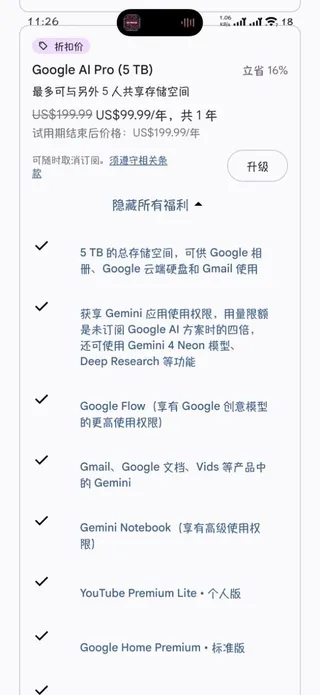 11:26
1.06
18
折扣价
Google AI Pro (5 TB)
立省 16%
最多可与另外 5 人共享存储空间
US$199.99 US$99.99/年，共 1 年
试用期结束后价格：US$199.99/年
可随时取消订阅。须遵守相关条
款
升级
隐藏所有福利
5 TB 的总存储空间，可供 Google 相
册、Google 云端硬盘和 Gmail 使用
获享 Gemini 应用使用权限，用量限额
是未订阅 Google AI 方案时的四倍，
还可使用 Gemini 4 Neon 模型、
Deep Research 等功能
Google Flow（享有 Google 创意模型
的更高使用权限）
Gmail、Google 文档、Vids 等产品中
的 Gemini
Gemini Notebook（享有高级使用权
限）
YouTube Premium Lite • 个人版
Google Home Premium • 标准版